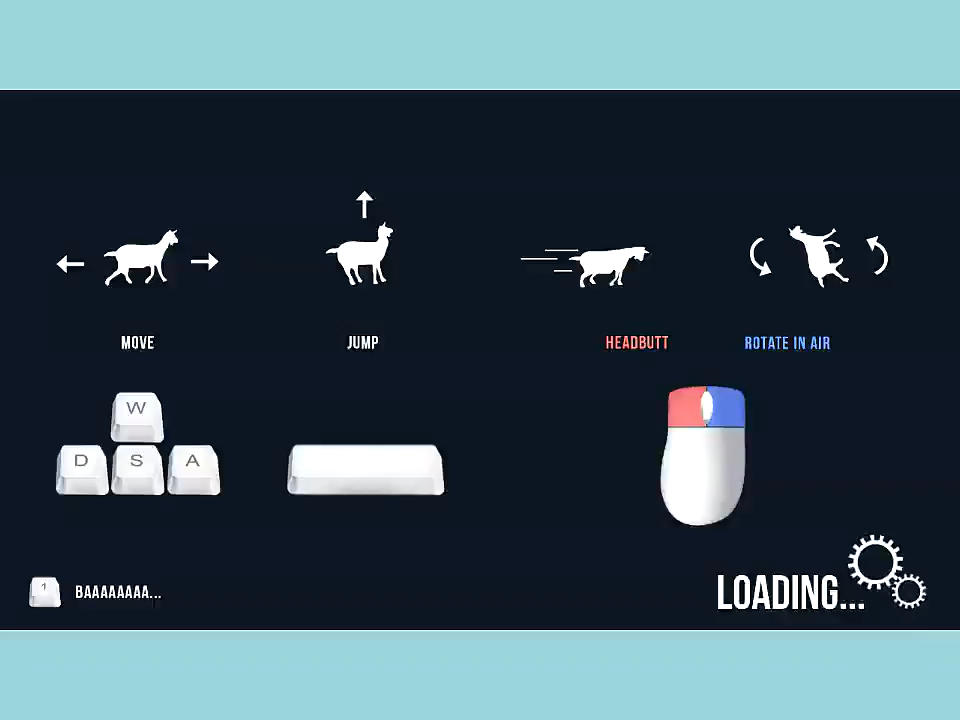 MOVE
JUMP
HEADBUTT
ROTATE IN AIR
W
D S A
1 BAAAAAAAA...
LOADING...